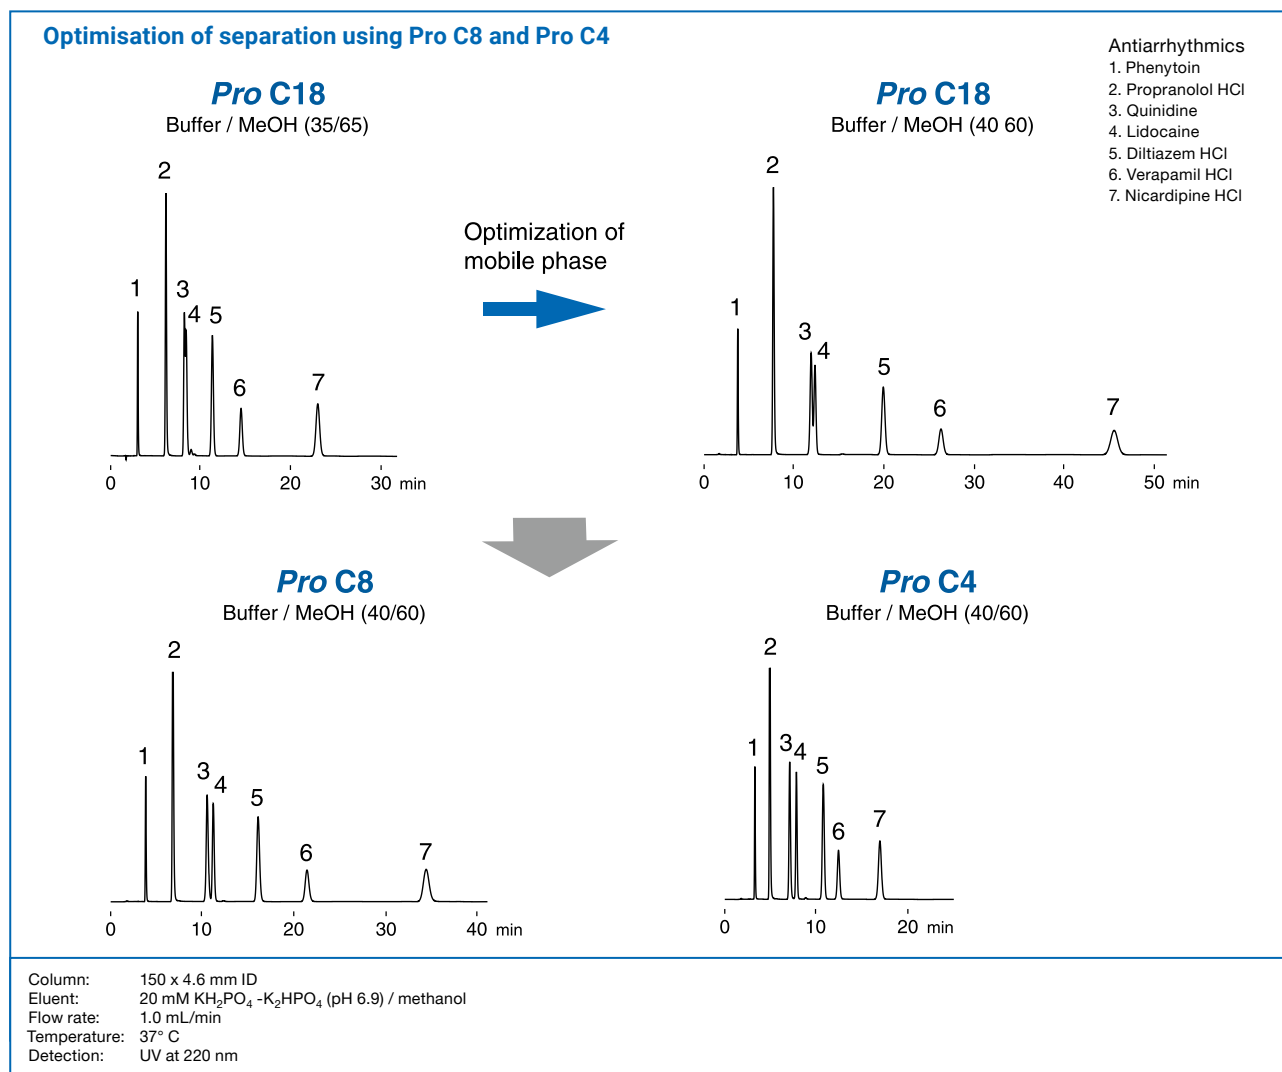 Optimisation of separation using Pro C8 and Pro C4
Antiarrhythmics
1. Phenytoin
2. Propranolol HCl
3. Quinidine
4. Lidocaine
5. Diltiazem HCl
6. Verapamil HCl
7. Nicardipine HCl
Pro C18
Buffer / MeOH (35/65)
1
2
3
4
5
6
7
0 10 20 30 min
Optimization of
mobile phase
Pro C18
Buffer / MeOH (40 60)
1
2
3
4
5
6
7
0 10 20 30 40 50 min
Pro C8
Buffer / MeOH (40/60)
1
2
3
4
5
6
7
0 10 20 30 40 min
Pro C4
Buffer / MeOH (40/60)
1
2
3
4
5
6
7
0 10 20 min
Column: 150 x 4.6 mm ID
Eluent: 20 mM KH₂PO₄ -K₂HPO₄ (pH 6.9) / methanol
Flow rate: 1.0 mL/min
Temperature: 37° C
Detection: UV at 220 nm